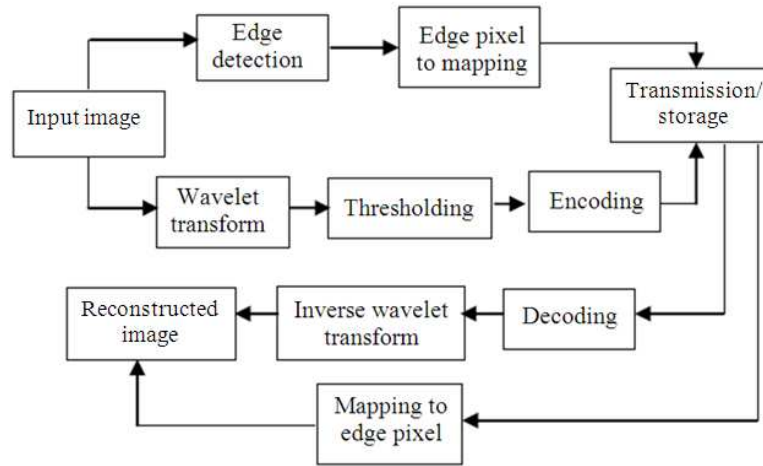 Edge
detection
Edge pixel
to mapping
Transmission/
storage
Input image
Wavelet
transform
Thresholding
Encoding
Reconstructed
image
Inverse wavelet
transform
Decoding
Mapping to
edge pixel